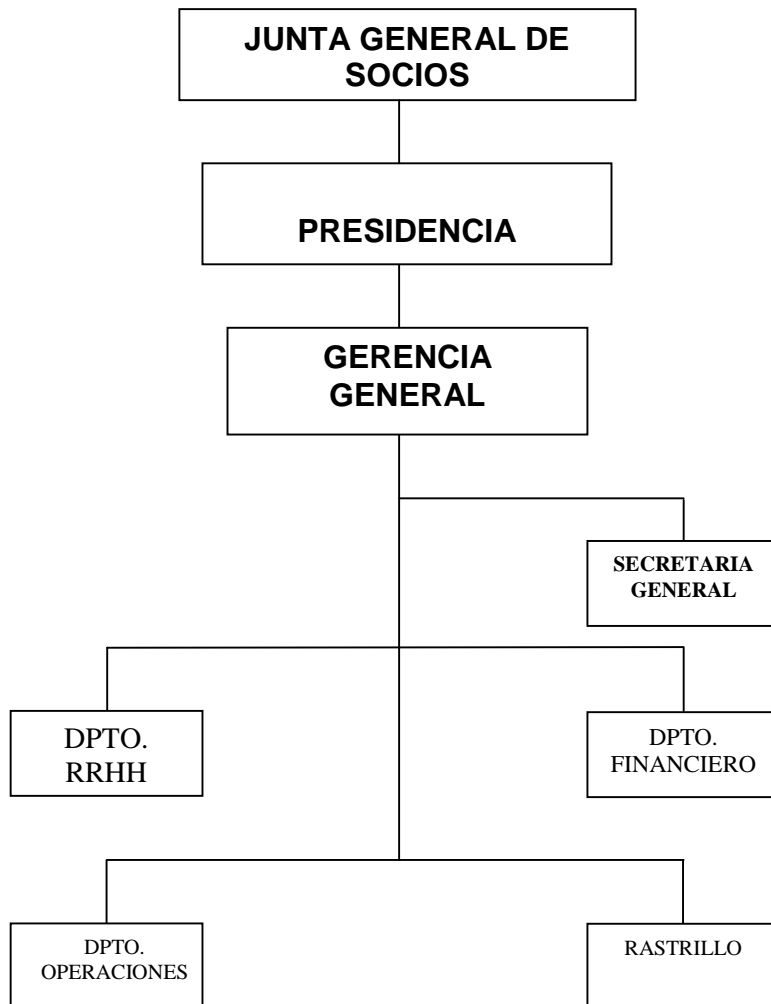 JUNTA GENERAL DE
SOCIOS
PRESIDENCIA
GERENCIA
GENERAL
SECRETARIA
GENERAL
DPTO.
RRHH
DPTO.
FINANCIERO
DPTO.
OPERACIONES
RASTRILLO